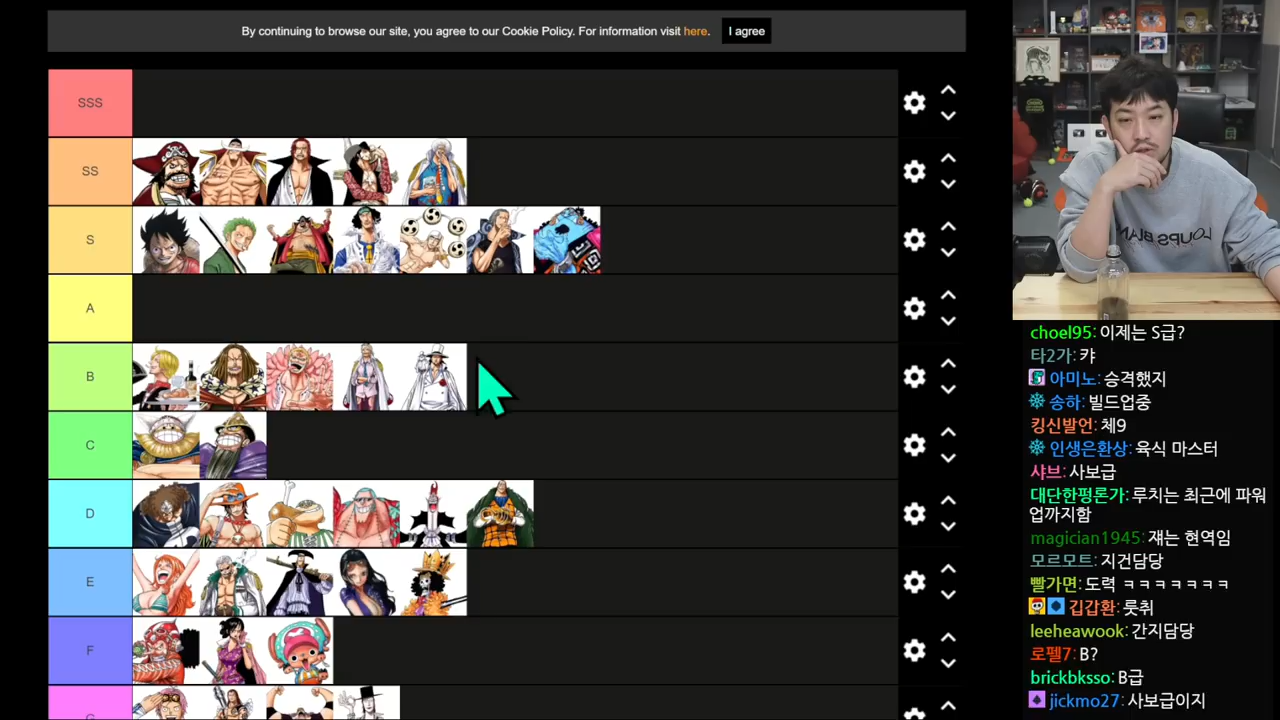 By continuing to browse our site, you agree to our Cookie Policy. For information visit here.
I agree
SSS
SS
S
A
B
C
D
E
F
choel95: 이제는 S급?
타2가: 캬
아미노: 승격했지
송하: 빌드업중
킹신발언: 체9
인생은환상: 육식 마스터
샤브: 사보급
대단한평론가: 루치는 최근에 파워
업까지함
magician1945: 쟤는 현역임
모르모트: 지건담당
빨가면: 도력 ㅋㅋㅋㅋㅋㅋㅋ
김갑환: 룻취
leeheawook: 간지담당
로펠7: B?
brickbksso: B급
jickmo27: 사보급이지